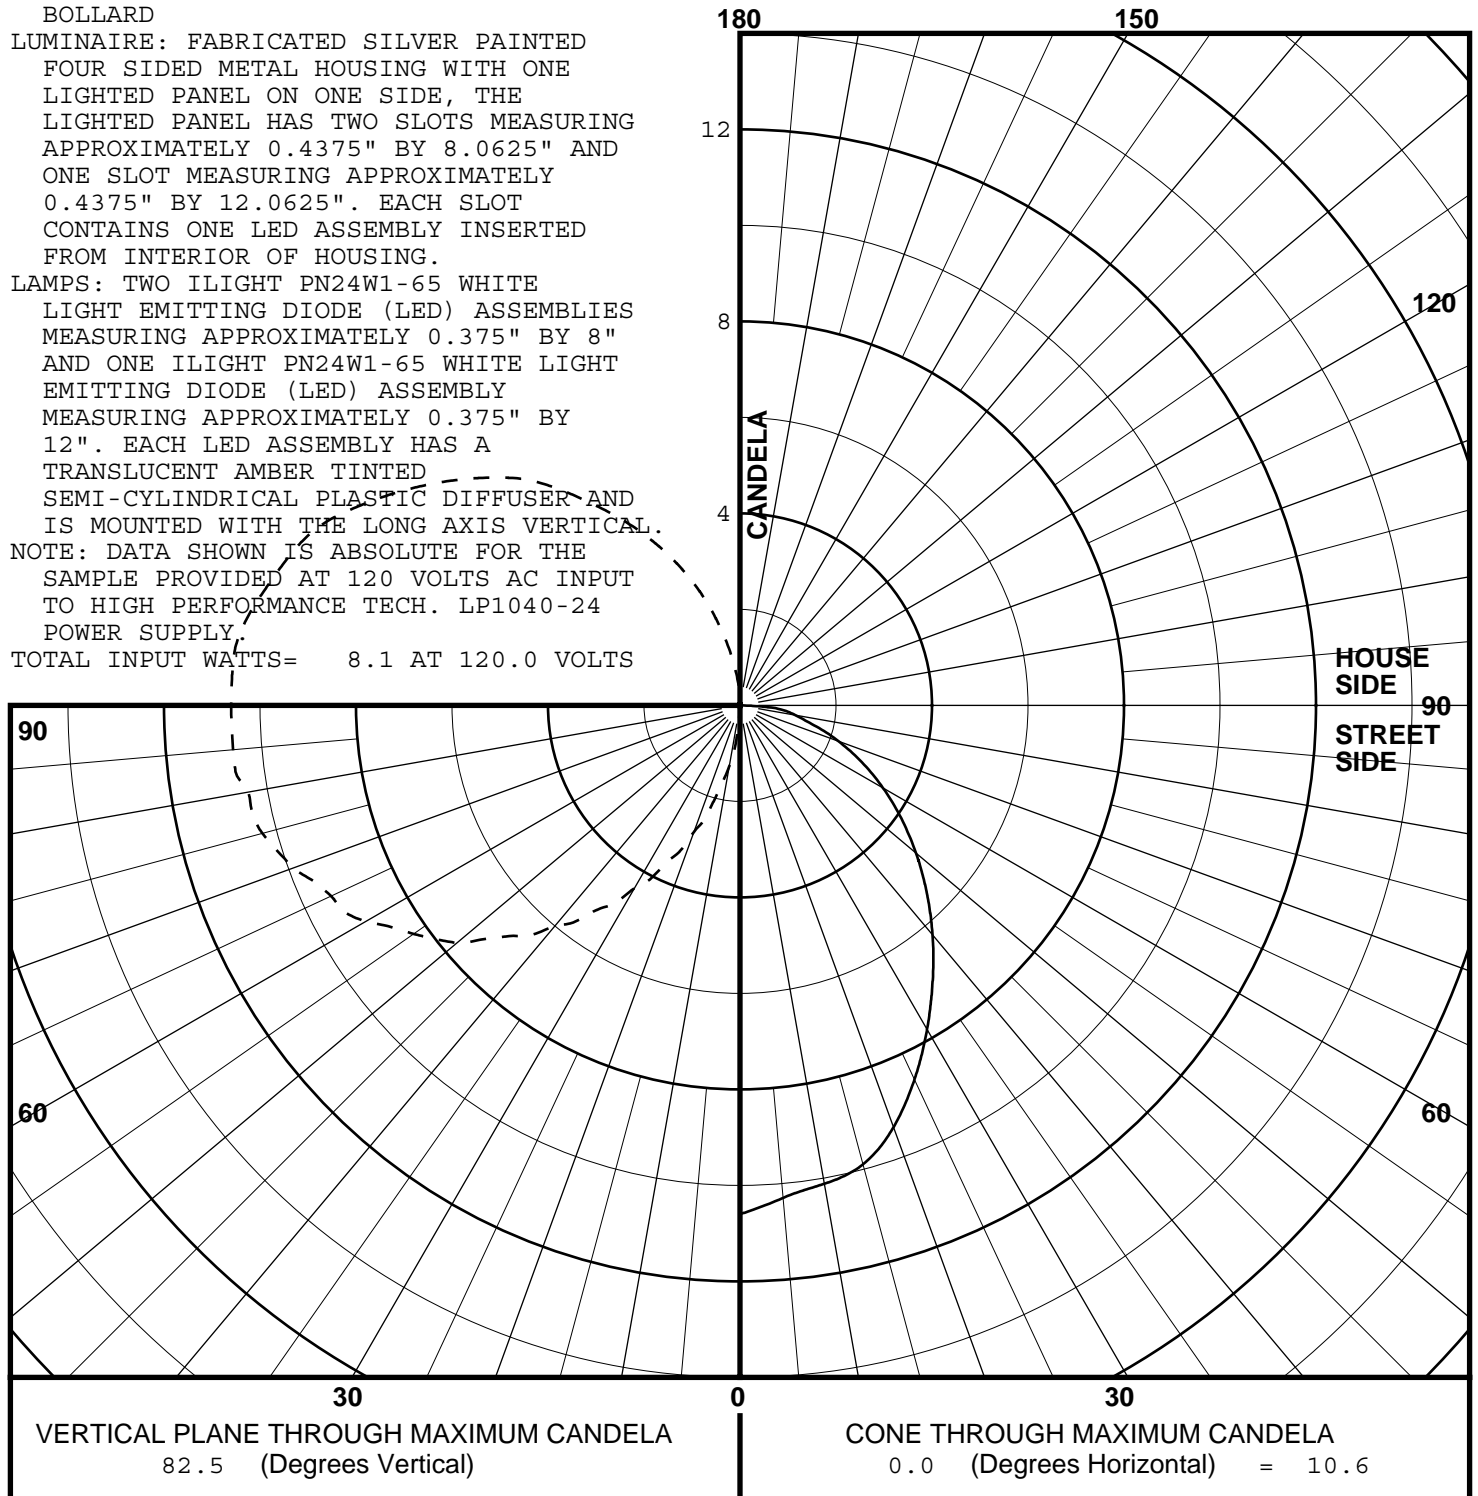 BOLLARD
LUMINAIRE: FABRICATED SILVER PAINTED
FOUR SIDED METAL HOUSING WITH ONE
LIGHTED PANEL ON ONE SIDE, THE
LIGHTED PANEL HAS TWO SLOTS MEASURING
APPROXIMATELY 0.4375" BY 8.0625" AND
ONE SLOT MEASURING APPROXIMATELY
0.4375" BY 12.0625". EACH SLOT
CONTAINS ONE LED ASSEMBLY INSERTED
FROM INTERIOR OF HOUSING.
LAMPS: TWO ILIGHT PN24W1-65 WHITE
LIGHT EMITTING DIODE (LED) ASSEMBLIES
MEASURING APPROXIMATELY 0.375" BY 8"
AND ONE ILIGHT PN24W1-65 WHITE LIGHT
EMITTING DIODE (LED) ASSEMBLY
MEASURING APPROXIMATELY 0.375" BY
12". EACH LED ASSEMBLY HAS A
TRANSLUCENT AMBER TINTED
SEMI-CYLINDRICAL PLASTIC DIFFUSER AND
IS MOUNTED WITH THE LONG AXIS VERTICAL.
NOTE: DATA SHOWN IS ABSOLUTE FOR THE
SAMPLE PROVIDED AT 120 VOLTS AC INPUT
TO HIGH PERFORMANCE TECH. LP1040-24
POWER SUPPLY.
TOTAL INPUT WATTS= 8.1 AT 120.0 VOLTS
180
150
12
120
8
CANDELA
4
HOUSE
SIDE
90
90
STREET
SIDE
60
60
30
0
30
VERTICAL PLANE THROUGH MAXIMUM CANDELA
82.5 (Degrees Vertical)
CONE THROUGH MAXIMUM CANDELA
0.0 (Degrees Horizontal) = 10.6